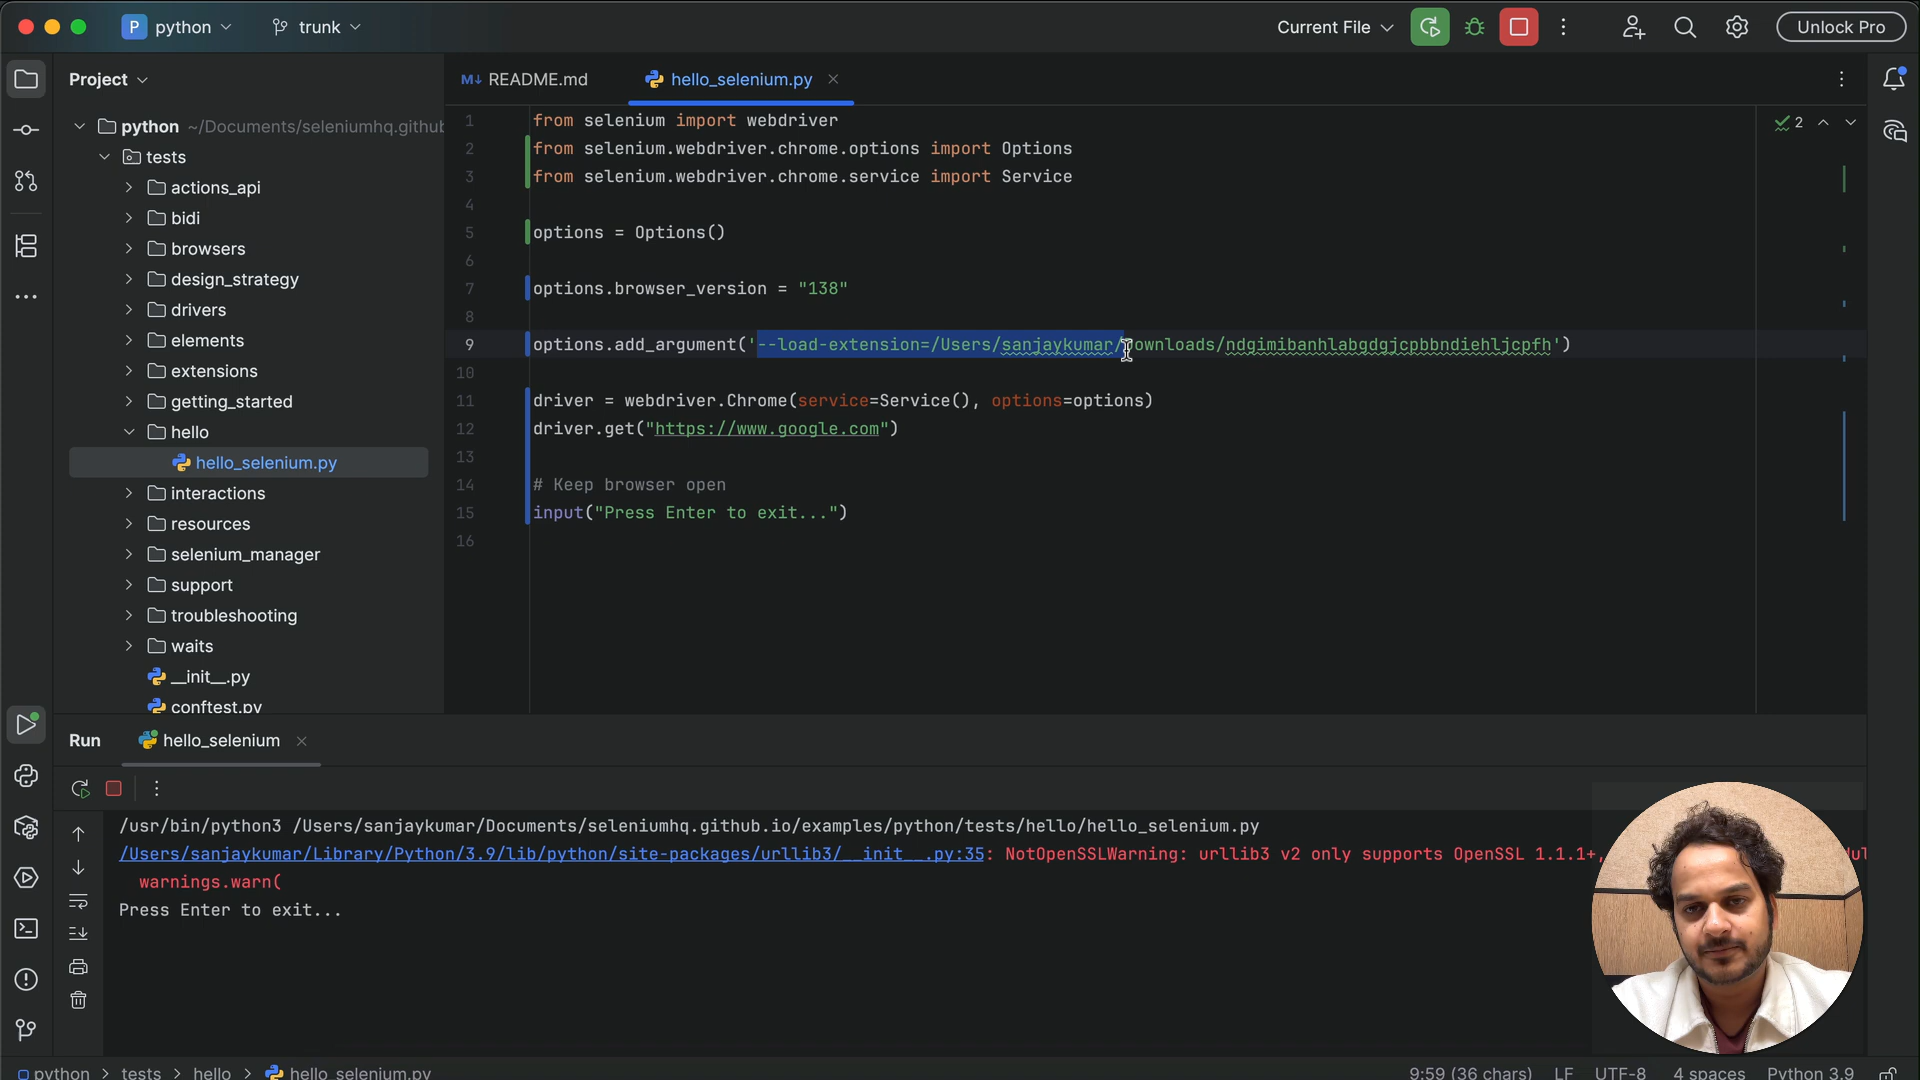 P python
trunk
Current File
Unlock Pro
Project
README.md
hello_selenium.py
python ~/Documents/seleniumhq.github
tests
actions_api
bidi
browsers
design_strategy
drivers
elements
extensions
getting_started
hello
hello_selenium.py
interactions
resources
selenium_manager
support
troubleshooting
waits
__init__.py
conftest.py
2
1 from selenium import webdriver
2 from selenium.webdriver.chrome.options import Options
3 from selenium.webdriver.chrome.service import Service
4
5 options = Options()
6
7 options.browser_version = "138"
8
9 options.add_argument('--load-extension=/Users/sanjaykumar/Downloads/ndgimibanhlabgdgjcpbbndiehljcpfh')
10
11 driver = webdriver.Chrome(service=Service(), options=options)
12 driver.get("https://www.google.com")
13
14 # Keep browser open
15 input("Press Enter to exit...")
16
Run
hello_selenium
/usr/bin/python3 /Users/sanjaykumar/Documents/seleniumhq.github.io/examples/python/tests/hello/hello_selenium.py
/Users/sanjaykumar/Library/Python/3.9/lib/python/site-packages/urllib3/__init__.py:35: NotOpenSSLWarning: urllib3 v2 only supports OpenSSL 1.1.1+,
warnings.warn(
Press Enter to exit...
python > tests > hello > hello_selenium.py
9:59 (36 chars) LF UTF-8 4 spaces Python 3.9